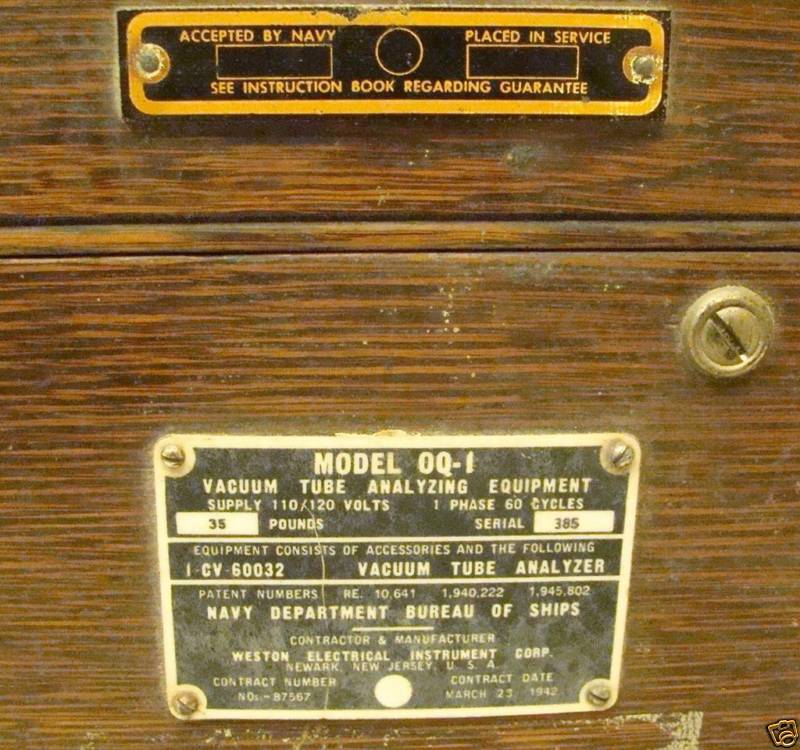 ACCEPTED BY NAVY PLACED IN SERVICE
SEE INSTRUCTION BOOK REGARDING GUARANTEE
MODEL OQ-1
VACUUM TUBE ANALYZING EQUIPMENT
SUPPLY 110/120 VOLTS 1 PHASE 60 CYCLES
35 POUNDS SERIAL 385
EQUIPMENT CONSISTS OF ACCESSORIES AND THE FOLLOWING
1-CV-60032 VACUUM TUBE ANALYZER
PATENT NUMBERS RE. 10,641 1,940,222 1,945,802
NAVY DEPARTMENT BUREAU OF SHIPS
CONTRACTOR & MANUFACTURER
WESTON ELECTRICAL INSTRUMENT CORP.
NEWARK, NEW JERSEY, U. S. A.
CONTRACT NUMBER CONTRACT DATE
NOs-87567 MARCH 23 1942